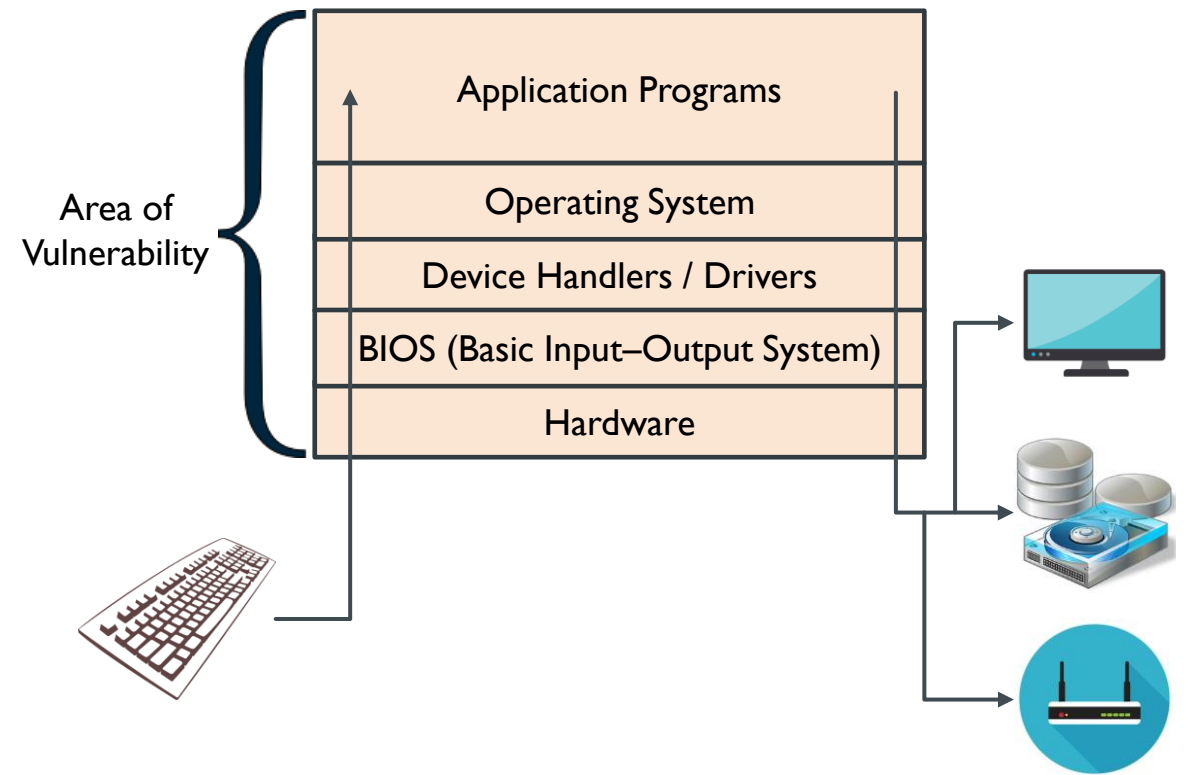 Application Programs
Area of
Vulnerability
Operating System
Device Handlers / Drivers
BIOS (Basic Input–Output System)
Hardware